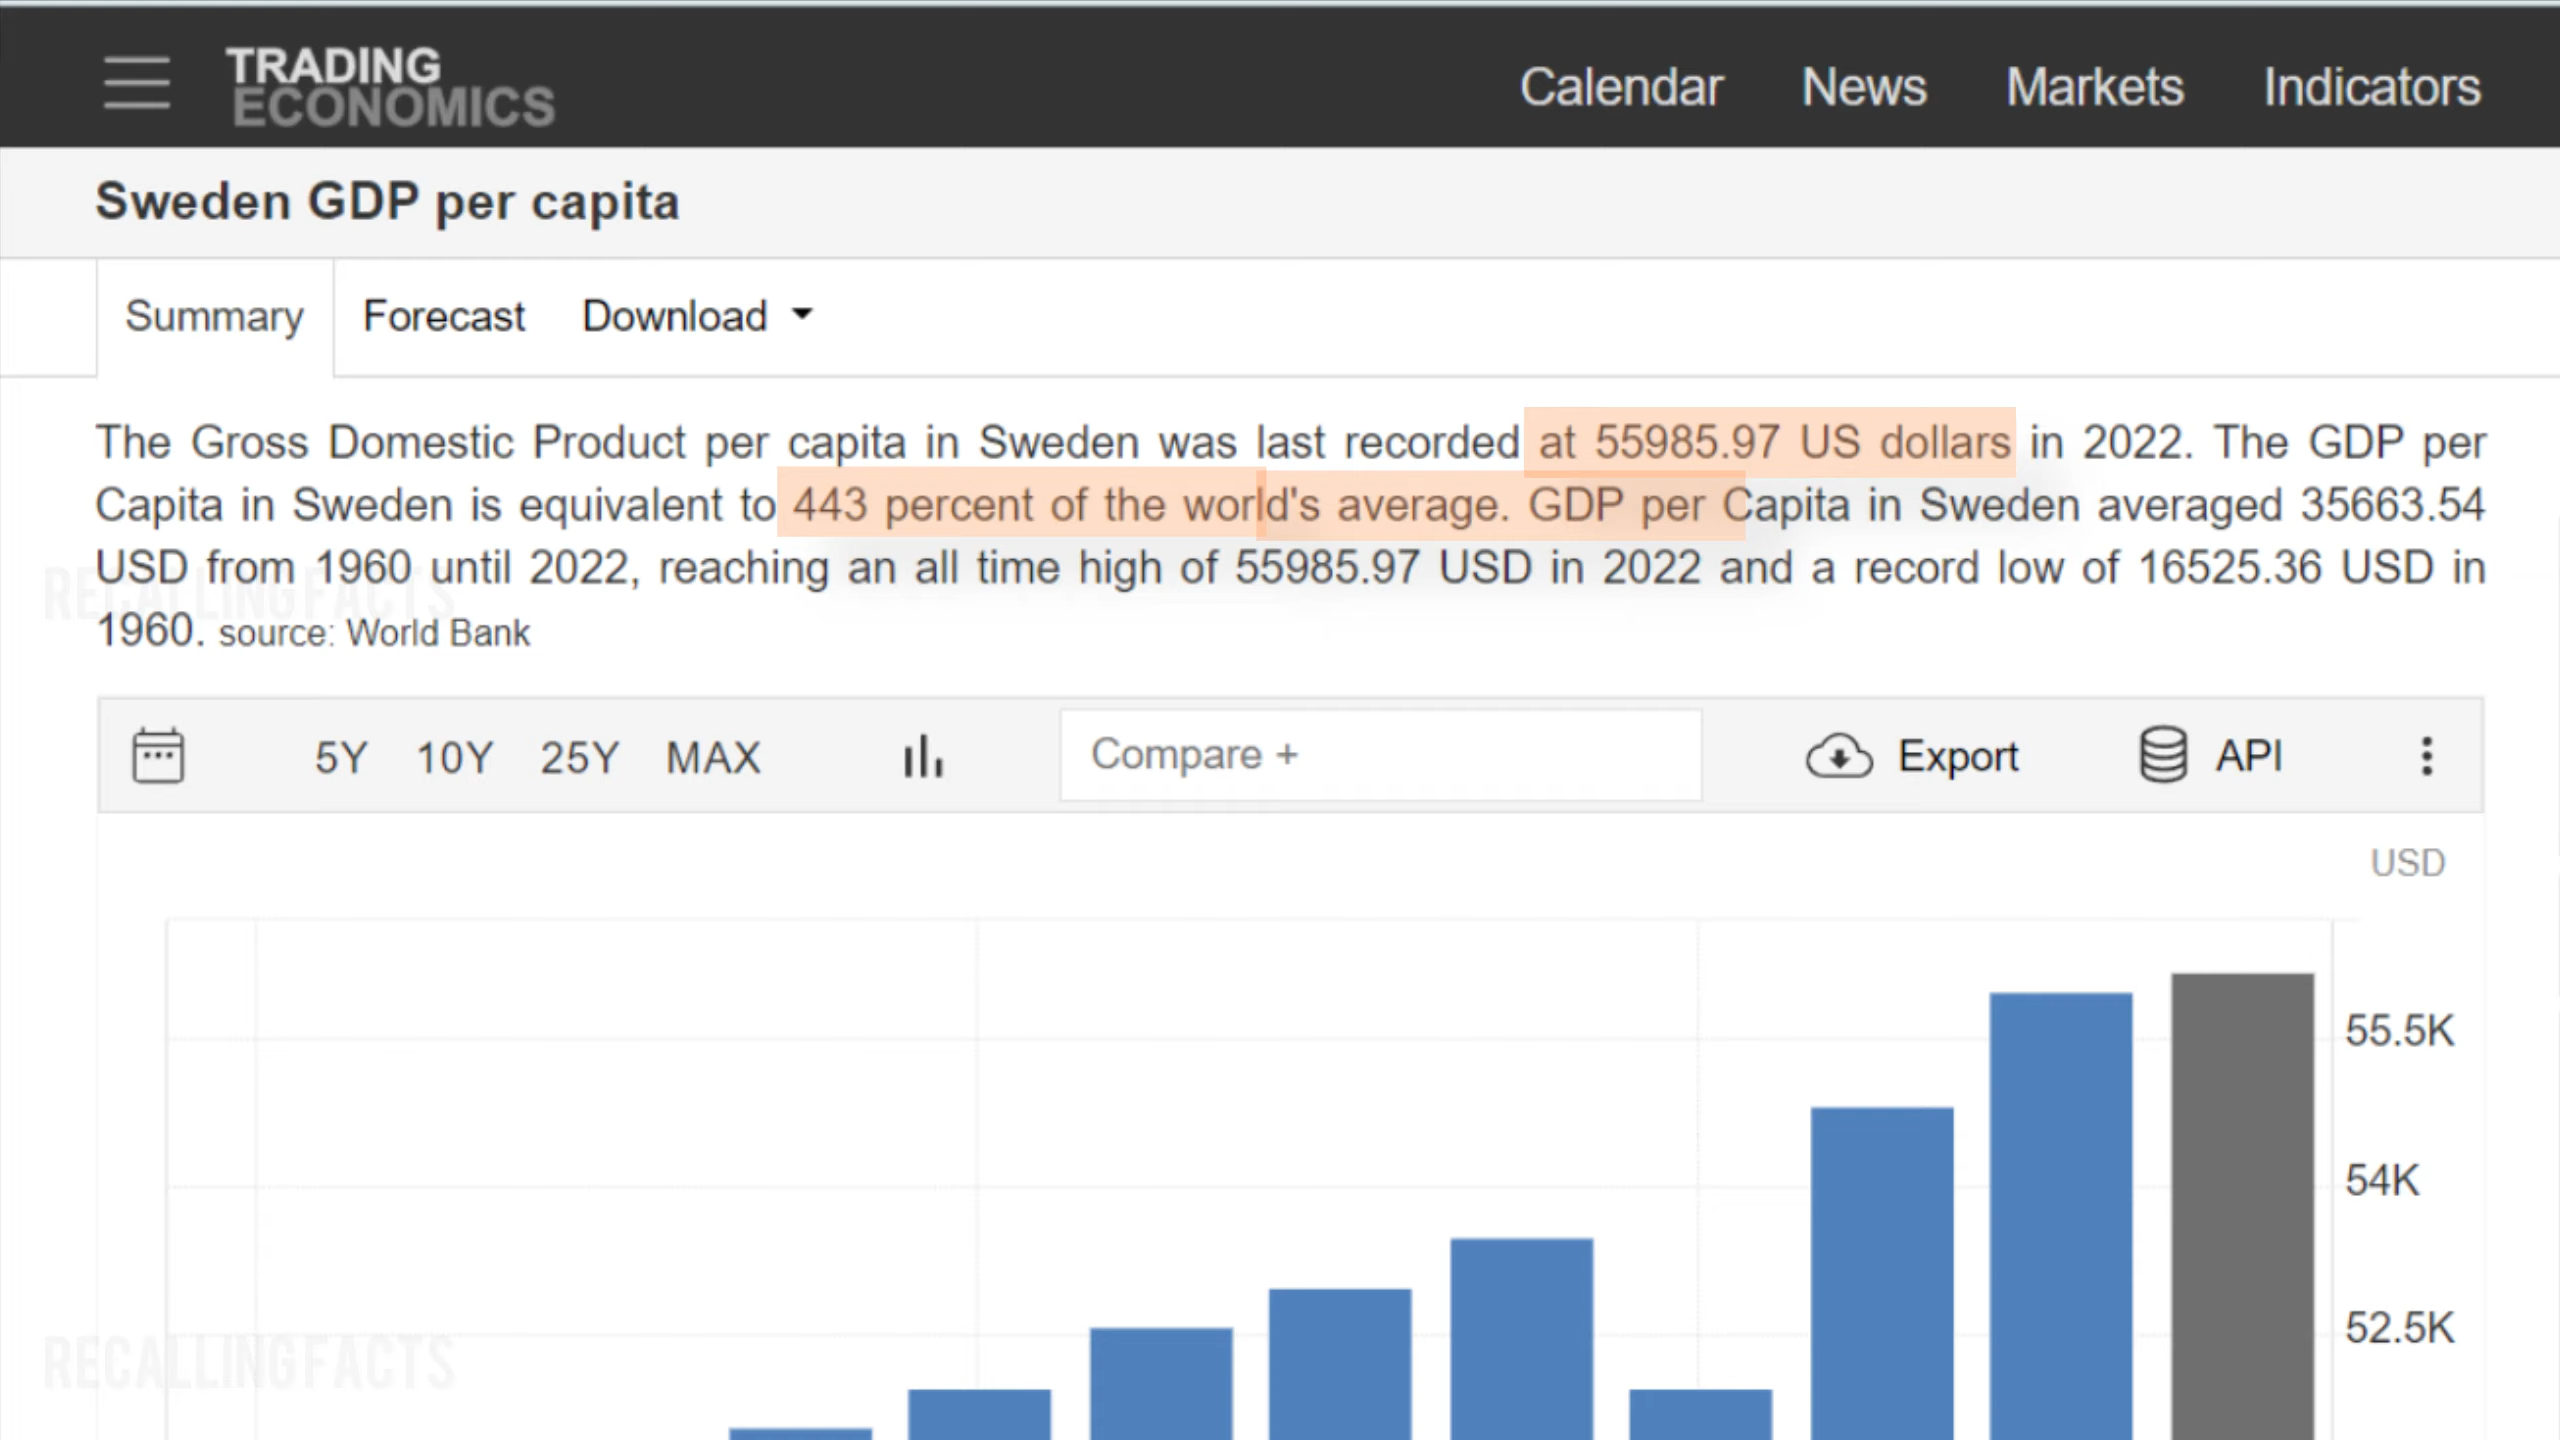 TRADING
ECONOMICS
Calendar News Markets Indicators
Sweden GDP per capita
Summary Forecast Download
The Gross Domestic Product per capita in Sweden was last recorded at 55985.97 US dollars in 2022. The GDP per
Capita in Sweden is equivalent to 443 percent of the world's average. GDP per Capita in Sweden averaged 35663.54
USD from 1960 until 2022, reaching an all time high of 55985.97 USD in 2022 and a record low of 16525.36 USD in
RECALLINGFACTS
1960. source: World Bank
5Y 10Y 25Y MAX Compare + Export API
USD
55.5K
54K
52.5K
RECALLINGFACTS